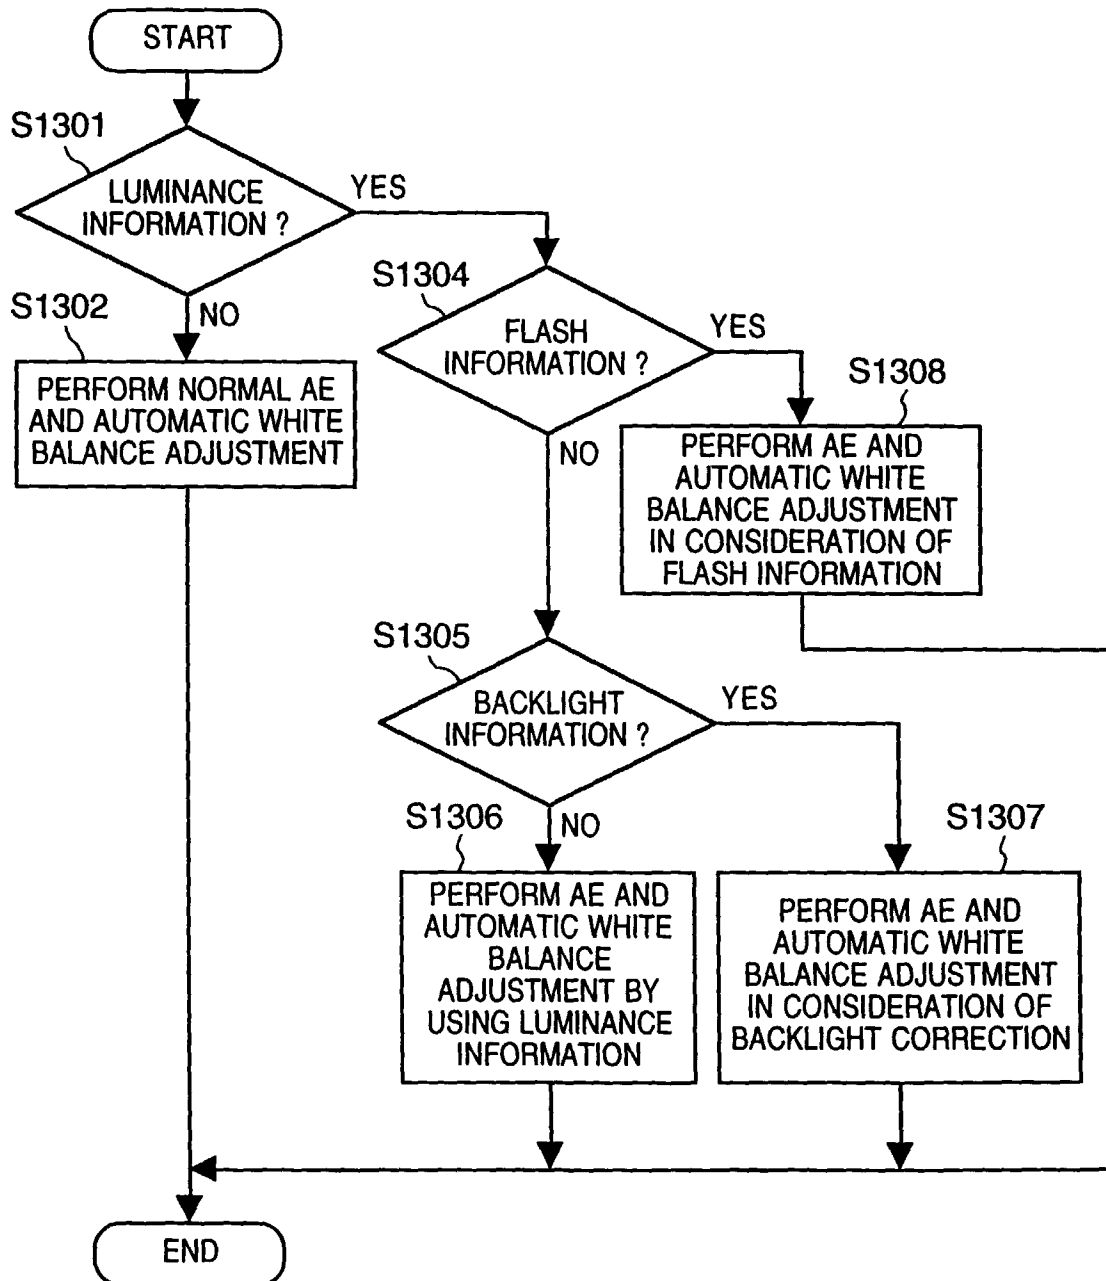 START
S1301
LUMINANCE
INFORMATION ?
YES
NO
S1302
PERFORM NORMAL AE
AND AUTOMATIC WHITE
BALANCE ADJUSTMENT
S1304
FLASH
INFORMATION ?
YES
NO
S1308
PERFORM AE AND
AUTOMATIC WHITE
BALANCE ADJUSTMENT
IN CONSIDERATION OF
FLASH INFORMATION
S1305
BACKLIGHT
INFORMATION ?
YES
NO
S1306
PERFORM AE AND
AUTOMATIC WHITE
BALANCE
ADJUSTMENT BY
USING LUMINANCE
INFORMATION
S1307
PERFORM AE AND
AUTOMATIC WHITE
BALANCE ADJUSTMENT
IN CONSIDERATION OF
BACKLIGHT CORRECTION
END